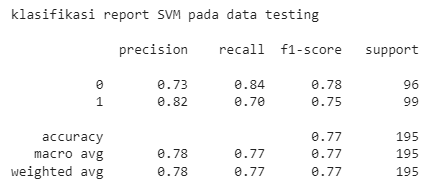 klasifikasi report SVM pada data testing
precision recall f1-score support
0 0.73 0.84 0.78 96
1 0.82 0.70 0.75 99
accuracy 0.77 195
macro avg 0.78 0.77 0.77 195
weighted avg 0.78 0.77 0.77 195